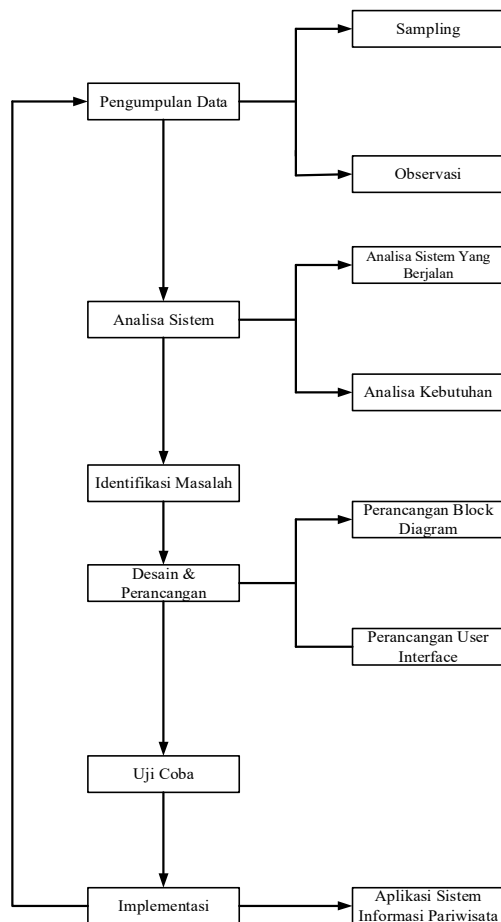 Sampling
Pengumpulan Data
Observasi
Analisa Sistem Yang
Berjalan
Analisa Sistem
Analisa Kebutuhan
Identifikasi Masalah
Perancangan Block
Diagram
Desain &
Perancangan
Perancangan User
Interface
Uji Coba
Implementasi
Aplikasi Sistem
Informasi Pariwisata